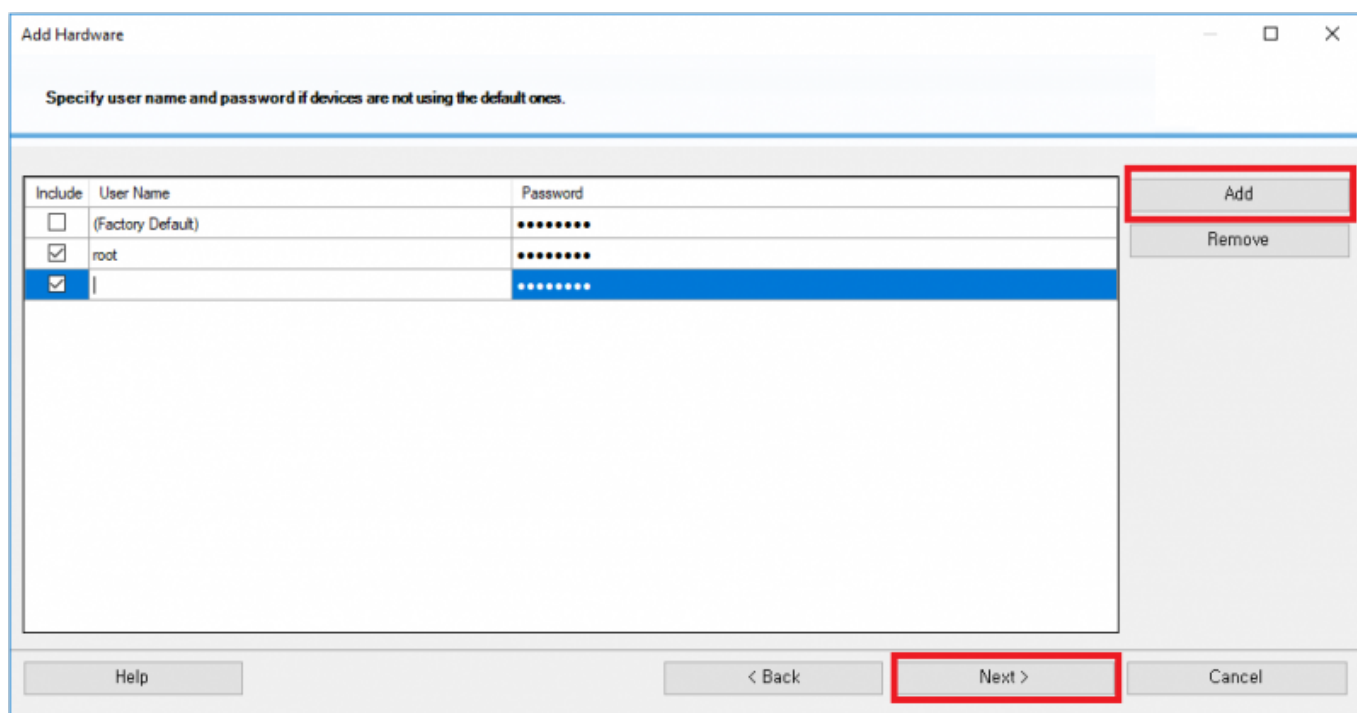 Add Hardware
Specify user name and password if devices are not using the default ones.
Include User Name Password
(Factory Default) ••••••••
root ••••••••
••••••••
Add
Remove
Help < Back Next > Cancel